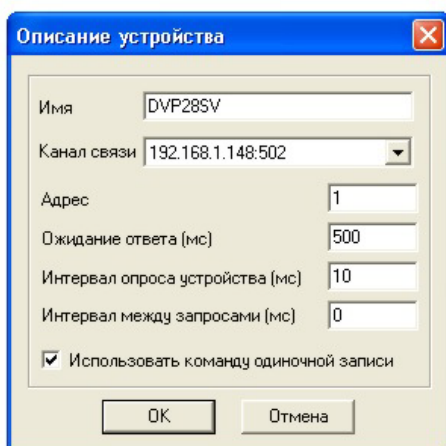 Описание устройства
Имя DVP28SV
Канал связи 192.168.1.148:502
Адрес 1
Ожидание ответа (мс) 500
Интервал опроса устройства (мс) 10
Интервал между запросами (мс) 0
Использовать команду одиночной записи
OK Отмена